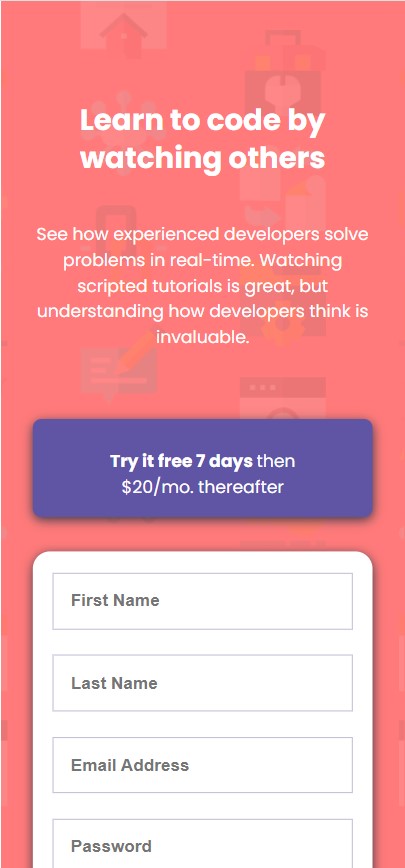 Learn to code by
watching others
See how experienced developers solve
problems in real-time. Watching
scripted tutorials is great, but
understanding how developers think is
invaluable.
Try it free 7 days then
$20/mo. thereafter
First Name
Last Name
Email Address
Password